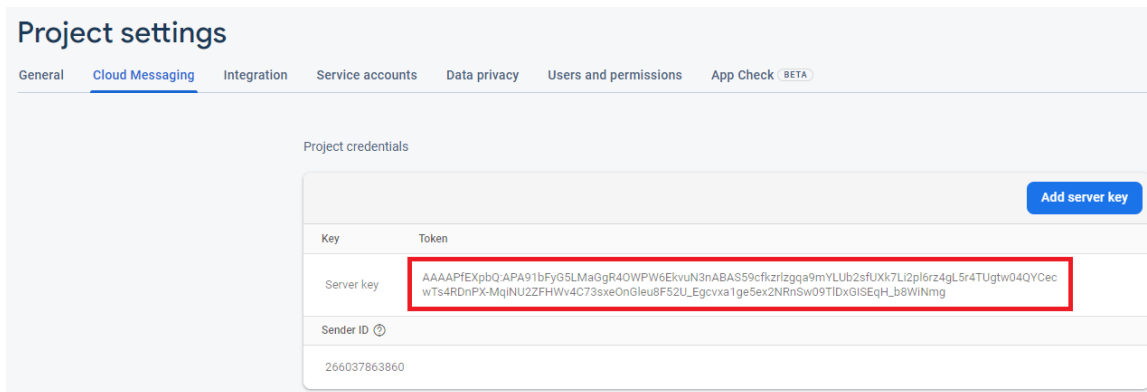 Project settings
General Cloud Messaging Integration Service accounts Data privacy Users and permissions App Check BETA
Project credentials
Add server key
Key Token
Server key
AAAAPfEXpbQ:APA91bFyG5LMaGgR4OWPW6EkvuN3nABAS59cfkzrlzgqa9mYLUb2sfUXk7Li2pl6rz4gL5r4TUgtw04QYCec
wTs4RDnPX-MqiNU2ZFHWv4C73sxeOnGleu8F52U_Egcvxa1ge5ex2NRnSw09TlDxGISEqH_b8WiNmg
Sender ID ?
266037863860